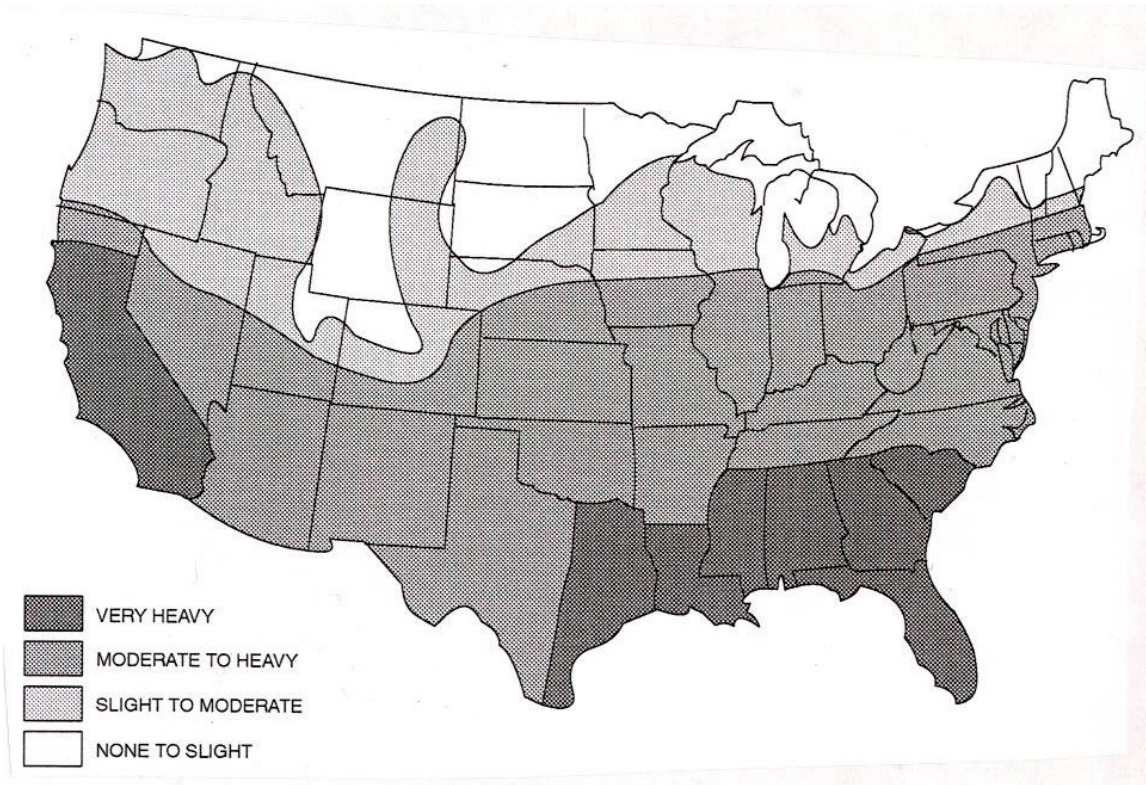 VERY HEAVY
MODERATE TO HEAVY
SLIGHT TO MODERATE
NONE TO SLIGHT